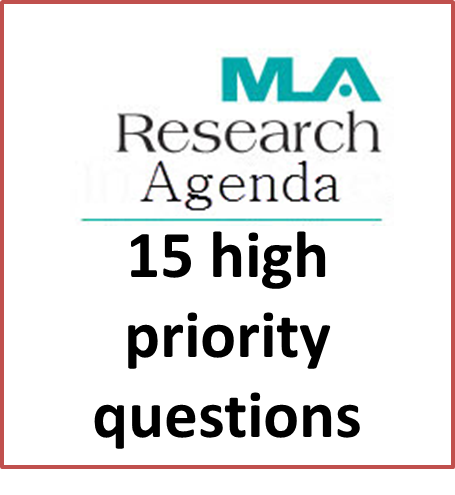 MLA
Research
Agenda
15 high
priority
questions